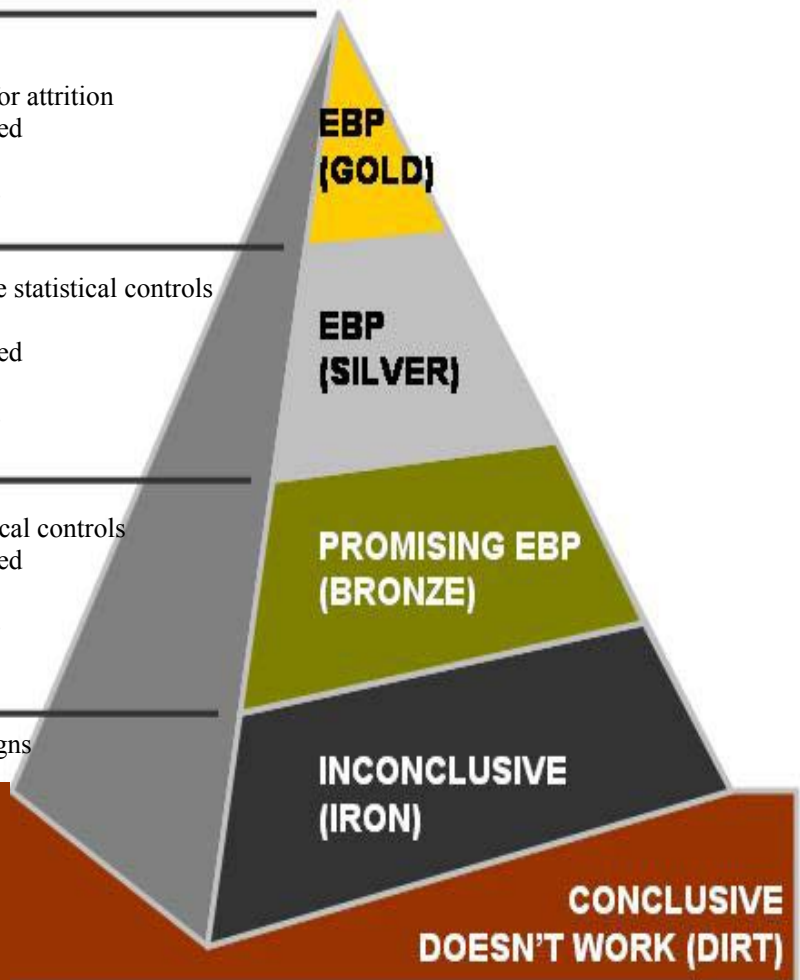 or attrition
ed
EBP
(GOLD)
e statistical controls
ed
EBP
(SILVER)
cal controls
ed
PROMISING EBP
(BRONZE)
gns
INCONCLUSIVE
(IRON)
CONCLUSIVE
DOESN'T WORK (DIRT)